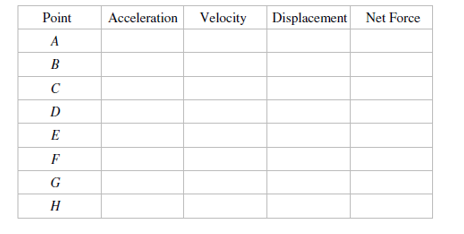 Point Acceleration Velocity Displacement Net Force
A
B
C
D
E
F
G
H